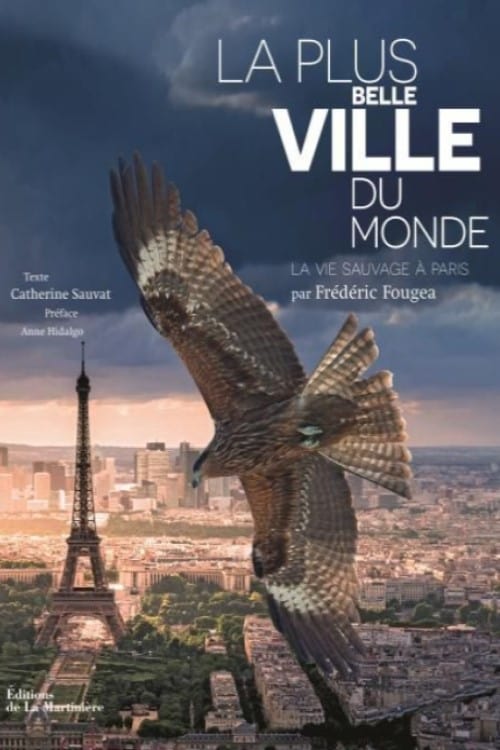 LA PLUS
BELLE
VILLE
DU
MONDE
LA VIE SAUVAGE À PARIS
par Frédéric Fougea
Texte
Catherine Sauvat
Préface
Anne Hidalgo
Éditions
de La Martinière